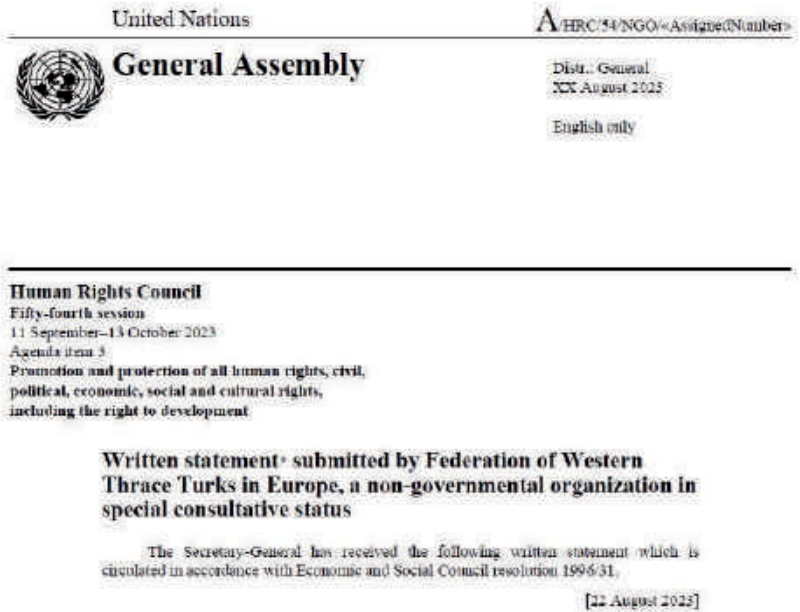 United Nations
A/HRC/54/NGO/«AssignedNumber»
General Assembly
Distr.: General
XX August 2023
English only
Human Rights Council
Fifty-fourth session
11 September–13 October 2023
Agenda item 3
Promotion and protection of all human rights, civil,
political, economic, social and cultural rights,
including the right to development
Written statement* submitted by Federation of Western
Thrace Turks in Europe, a non-governmental organization in
special consultative status
The Secretary-General has received the following written statement which is
circulated in accordance with Economic and Social Council resolution 1996/31.
[22 August 2023]